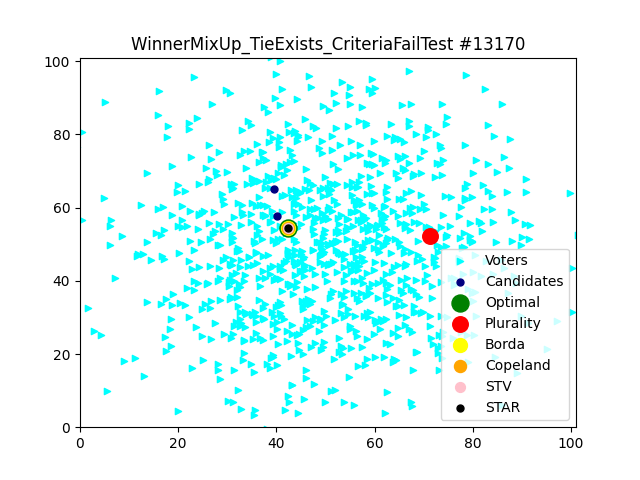 WinnerMixUp_TieExists_CriteriaFailTest #13170
100
80
60
40
20
0
0
20
40
60
80
100
Voters
Candidates
Optimal
Plurality
Borda
Copeland
STV
STAR